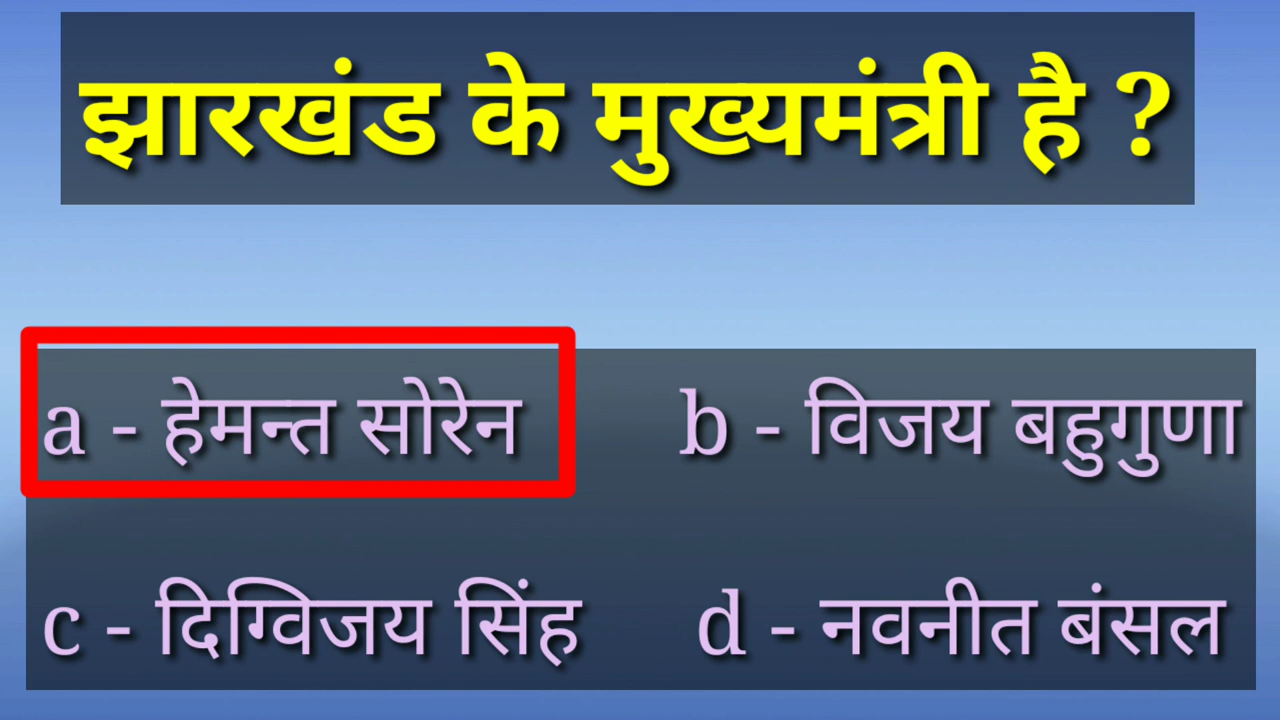 झारखंड के मुख्यमंत्री है ?
a - हेमन्त सोरेन
b - विजय बहुगुणा
c - दिग्विजय सिंह
d - नवनीत बंसल